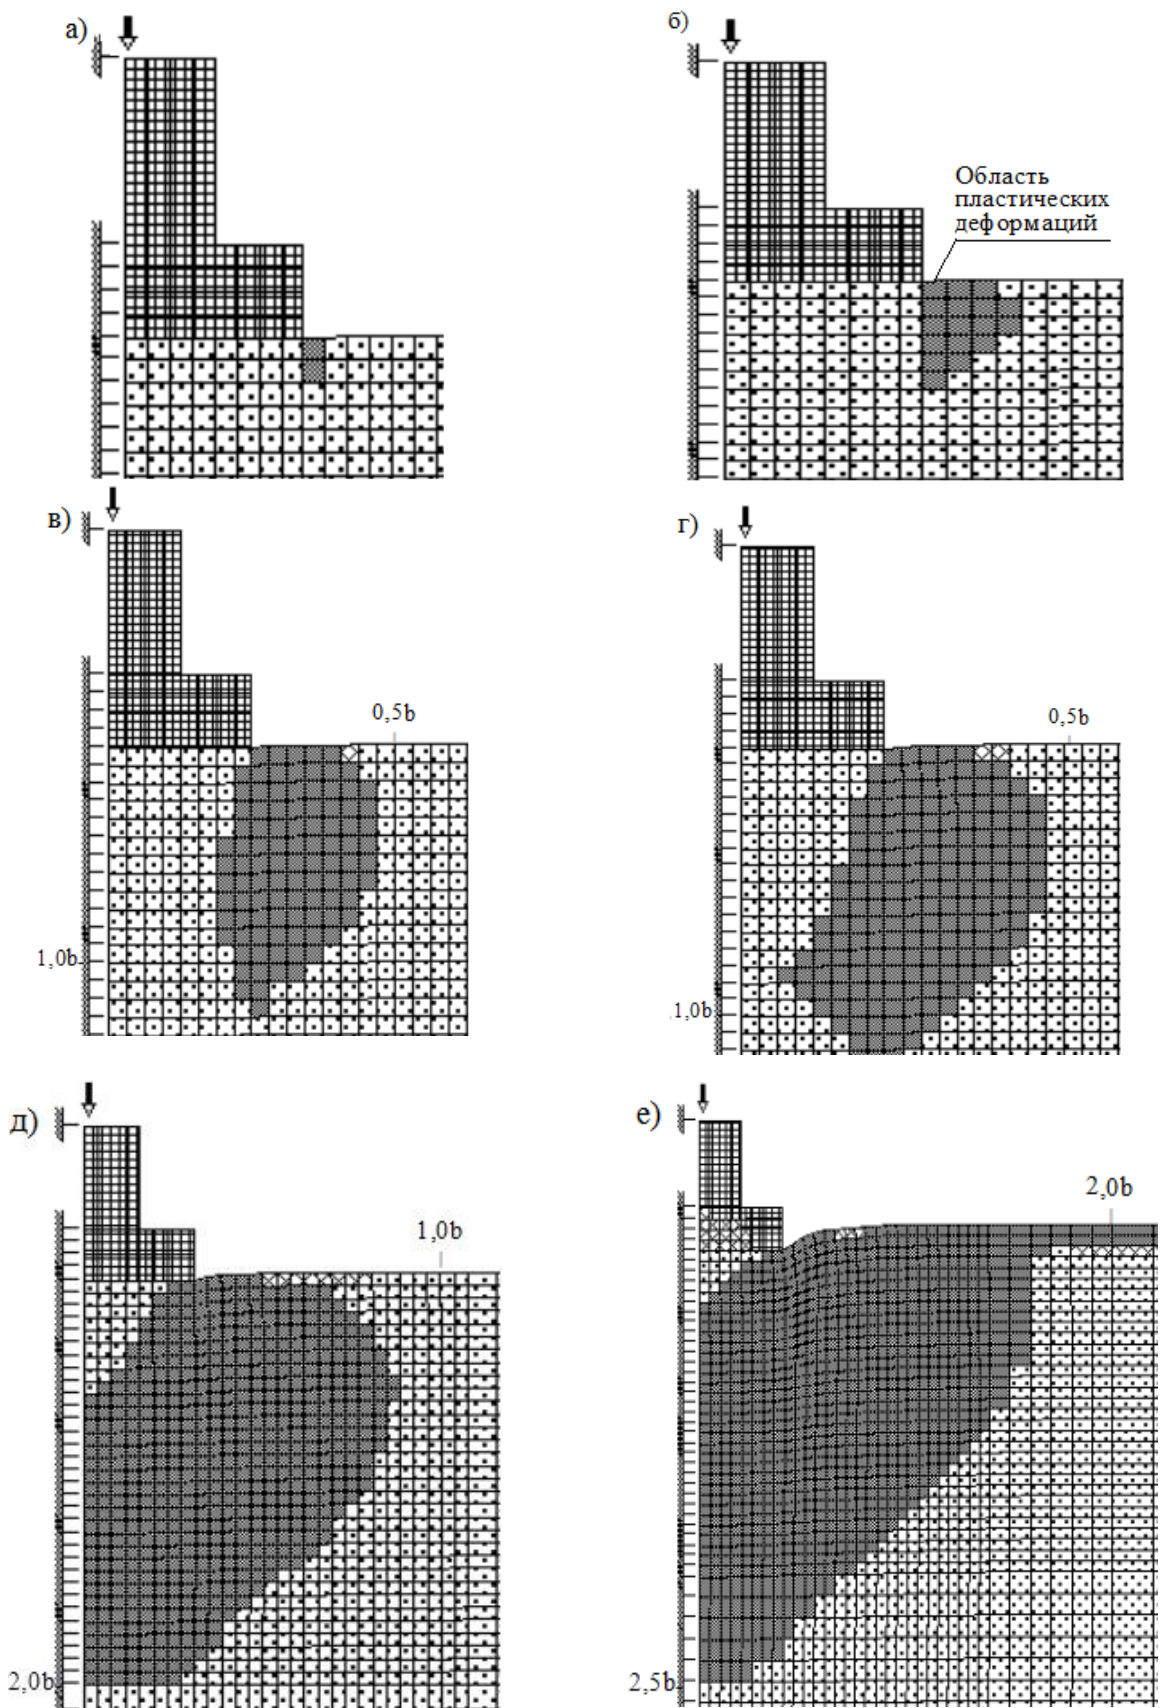 а)
б)
Область
пластических
деформаций
в)
0,5b
1,0b
г)
0,5b
1,0b
д)
1,0b
2,0b
е)
2,0b
2,5b